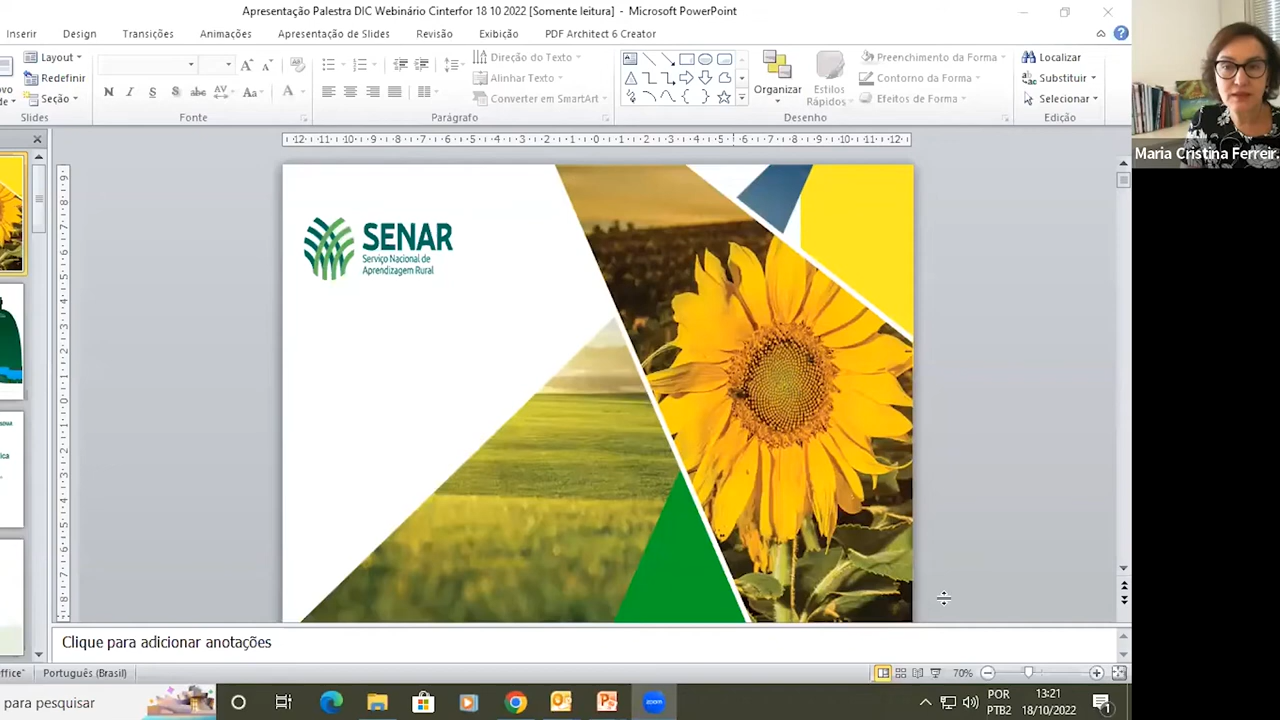 Apresentação Palestra DIC Webinário Cinterfor 18 10 2022 [Somente leitura] - Microsoft PowerPoint
Inserir Design Transições Animações Apresentação de Slides Revisão Exibição PDF Architect 6 Creator
Layout
Redefinir
Seção
Slides
N I S S abc AV Aa A
Fonte
Direção do Texto
Alinhar Texto
Converter em SmartArt
Parágrafo
Organizar
Estilos
Rápidos
Preenchimento da Forma
Contorno da Forma
Efeitos de Forma
Desenho
Localizar
Substituir
Selecionar
Edição
Maria Cristina Ferreir
SENAR
Serviço Nacional de
Aprendizagem Rural
Clique para adicionar anotações
Português (Brasil)
70%
para pesquisar
POR
PTB2
13:21
18/10/2022